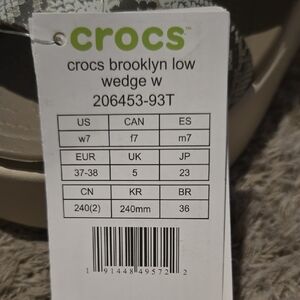 crocs™
crocs brooklyn low
wedge w
206453-93T
US CAN ES
w7 f7 m7
EUR UK JP
37-38 5 23
CN KR BR
240(2) 240mm 36
1 91448 49572 2